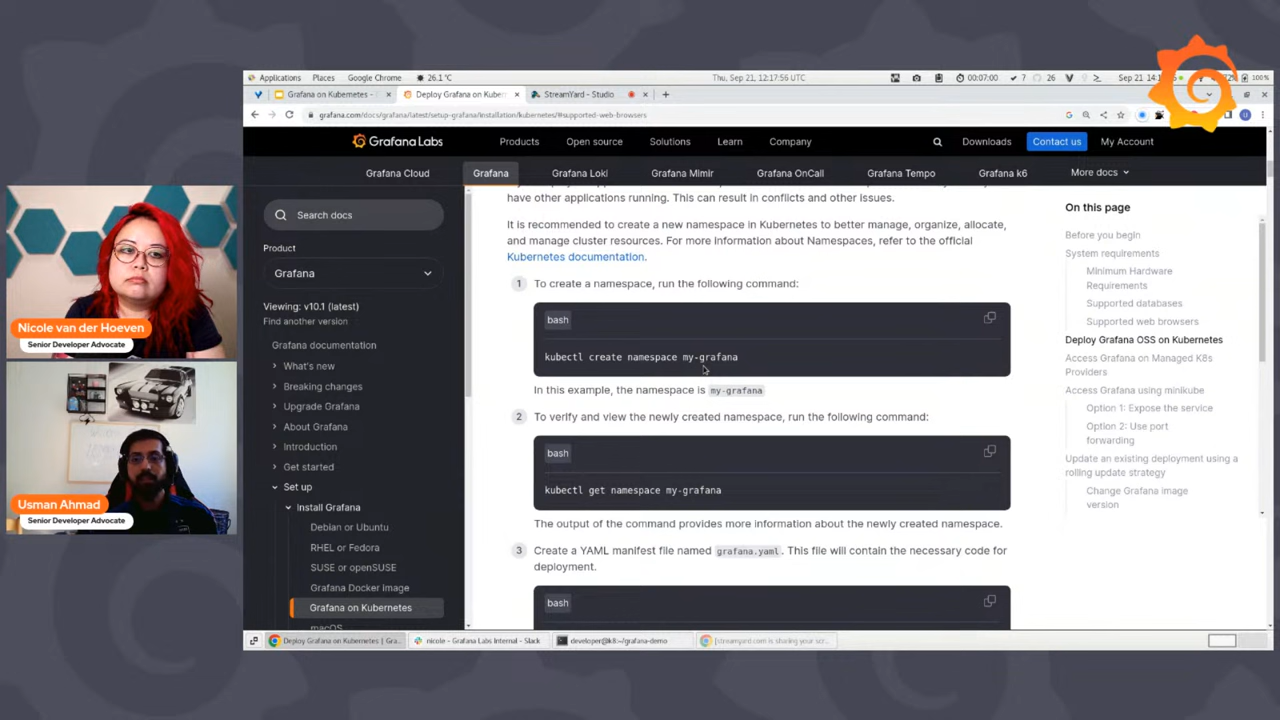 Applications Places Google Chrome 26.1 °C Thu, Sep 21, 12:17:56 UTC 00:07:00 7 26 Sep 21 100%
Grafana on Kubernetes - Deploy Grafana on Kuber StreamYard - Studio
grafana.com/docs/grafana/latest/setup-grafana/installation/kubernetes/#supported-web-browsers
Grafana Labs Products Open source Solutions Learn Company Downloads Contact us My Account
Grafana Cloud Grafana Grafana Loki Grafana Mimir Grafana OnCall Grafana Tempo Grafana k6 More docs
Search docs
Product
Grafana
Viewing: v10.1 (latest)
Find another version
Grafana documentation
What's new
Breaking changes
Upgrade Grafana
About Grafana
Introduction
Get started
Set up
Install Grafana
Debian or Ubuntu
RHEL or Fedora
SUSE or openSUSE
Grafana Docker image
Grafana on Kubernetes
macOS
have other applications running. This can result in conflicts and other issues.
It is recommended to create a new namespace in Kubernetes to better manage, organize, allocate,
and manage cluster resources. For more Information about Namespaces, refer to the official
Kubernetes documentation.
1 To create a namespace, run the following command:
bash
kubectl create namespace my-grafana
In this example, the namespace is my-grafana
2 To verify and view the newly created namespace, run the following command:
bash
kubectl get namespace my-grafana
The output of the command provides more information about the newly created namespace.
3 Create a YAML manifest file named grafana.yaml. This file will contain the necessary code for
deployment.
bash
On this page
Before you begin
System requirements
Minimum Hardware
Requirements
Supported databases
Supported web browsers
Deploy Grafana OSS on Kubernetes
Access Grafana on Managed K8s
Providers
Access Grafana using minikube
Option 1: Expose the service
Option 2: Use port
forwarding
Update an existing deployment using a
rolling update strategy
Change Grafana image
version
Nicole van der Hoeven
Senior Developer Advocate
Usman Ahmad
Senior Developer Advocate
Deploy Grafana on Kubernetes | Gra... nicole - Grafana Labs Internal - Slack developer@k8:~/grafana-demo [streamyard.com is sharing your scr...